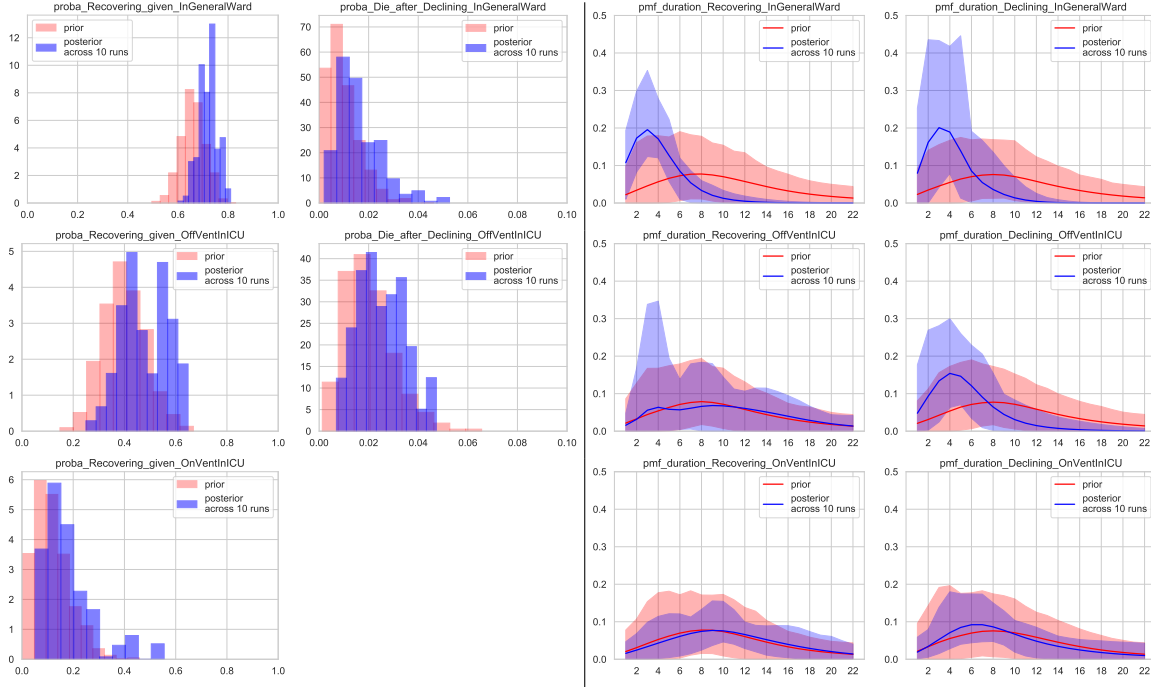 proba_Recovering_given_InGeneralWard
prior
posterior
across 10 runs
12
10
8
6
4
2
0
0.0 0.2 0.4 0.6 0.8 1.0
proba_Die_after_Declining_InGeneralWard
prior
posterior
across 10 runs
70
60
50
40
30
20
10
0
0.00 0.02 0.04 0.06 0.08 0.10
pmf_duration_Recovering_InGeneralWard
prior
posterior
across 10 runs
0.5
0.4
0.3
0.2
0.1
0.0
2 4 6 8 10 12 14 16 18 20 22
pmf_duration_Declining_InGeneralWard
prior
posterior
across 10 runs
0.5
0.4
0.3
0.2
0.1
0.0
2 4 6 8 10 12 14 16 18 20 22
proba_Recovering_given_OffVentInICU
prior
posterior
across 10 runs
5
4
3
2
1
0
0.0 0.2 0.4 0.6 0.8 1.0
proba_Die_after_Declining_OffVentInICU
prior
posterior
across 10 runs
40
35
30
25
20
15
10
5
0
0.00 0.02 0.04 0.06 0.08 0.10
pmf_duration_Recovering_OffVentInICU
prior
posterior
across 10 runs
0.5
0.4
0.3
0.2
0.1
0.0
2 4 6 8 10 12 14 16 18 20 22
pmf_duration_Declining_OffVentInICU
prior
posterior
across 10 runs
0.5
0.4
0.3
0.2
0.1
0.0
2 4 6 8 10 12 14 16 18 20 22
proba_Recovering_given_OnVentInICU
prior
posterior
across 10 runs
6
5
4
3
2
1
0
0.0 0.2 0.4 0.6 0.8 1.0
pmf_duration_Recovering_OnVentInICU
prior
posterior
across 10 runs
0.5
0.4
0.3
0.2
0.1
0.0
2 4 6 8 10 12 14 16 18 20 22
pmf_duration_Declining_OnVentInICU
prior
posterior
across 10 runs
0.5
0.4
0.3
0.2
0.1
0.0
2 4 6 8 10 12 14 16 18 20 22